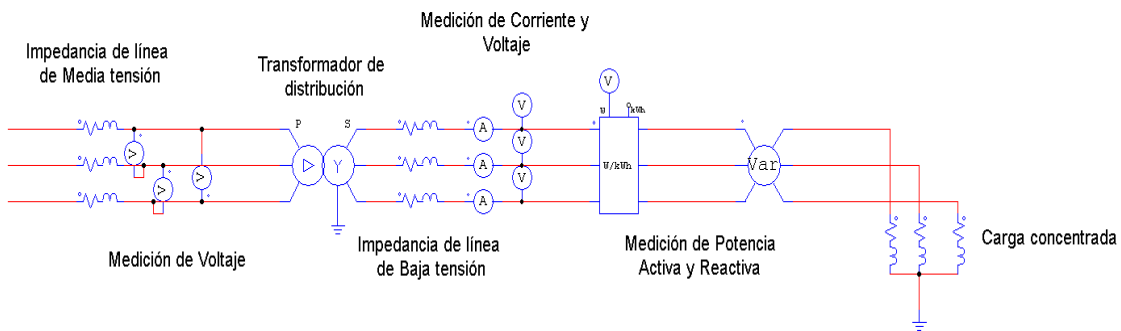 Medición de Corriente y
Voltaje
Impedancia de línea
de Media tensión
Transformador de
distribución
V
w
kWh
P
S
A
V
V
V
V
V
V
Y
A
V
A
W/kWh
Var
Medición de Voltaje
Impedancia de línea
de Baja tensión
Medición de Potencia
Activa y Reactiva
Carga concentrada